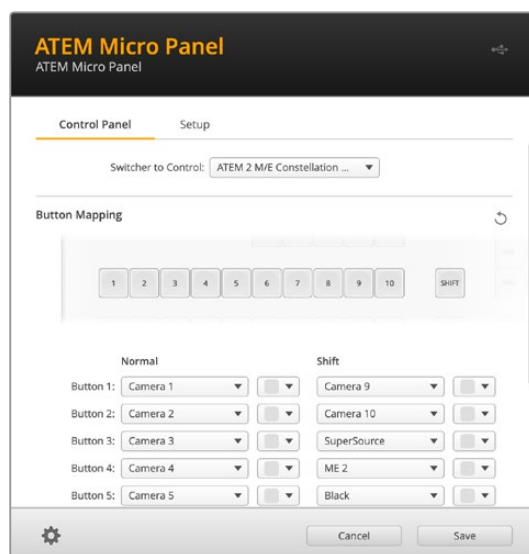 ATEM Micro Panel
ATEM Micro Panel
Control Panel Setup
Switcher to Control: ATEM 2 M/E Constellation ...
Button Mapping
1 2 3 4 5 6 7 8 9 10 SHIFT
Normal Shift
Button 1: Camera 1 Camera 9
Button 2: Camera 2 Camera 10
Button 3: Camera 3 SuperSource
Button 4: Camera 4 ME 2
Button 5: Camera 5 Black
Cancel Save